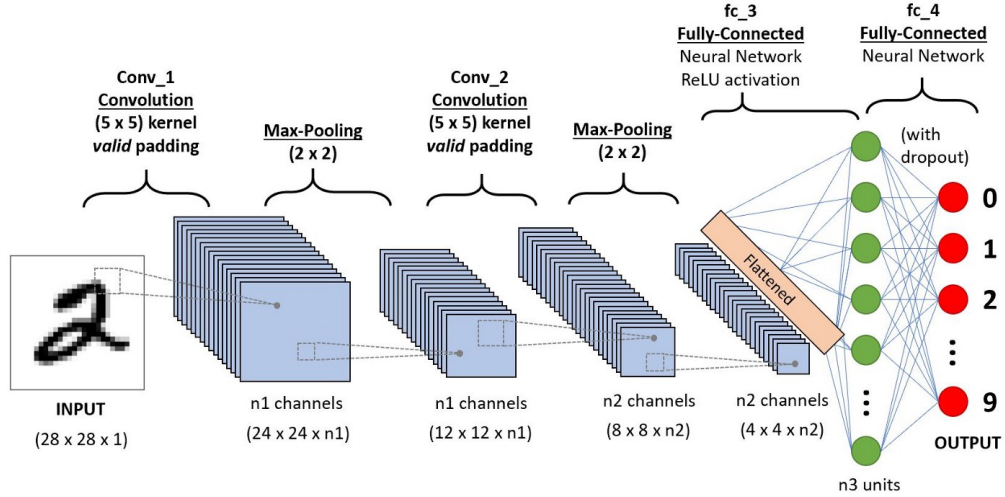 fc_3
Fully-Connected
Neural Network
ReLU activation
fc_4
Fully-Connected
Neural Network
Conv_1
Convolution
(5 x 5) kernel
valid padding
Max-Pooling
(2 x 2)
Conv_2
Convolution
(5 x 5) kernel
valid padding
Max-Pooling
(2 x 2)
(with
dropout)
Flattened
0
1
2
9
INPUT
(28 x 28 x 1)
n1 channels
(24 x 24 x n1)
n1 channels
(12 x 12 x n1)
n2 channels
(8 x 8 x n2)
n2 channels
(4 x 4 x n2)
OUTPUT
n3 units
2